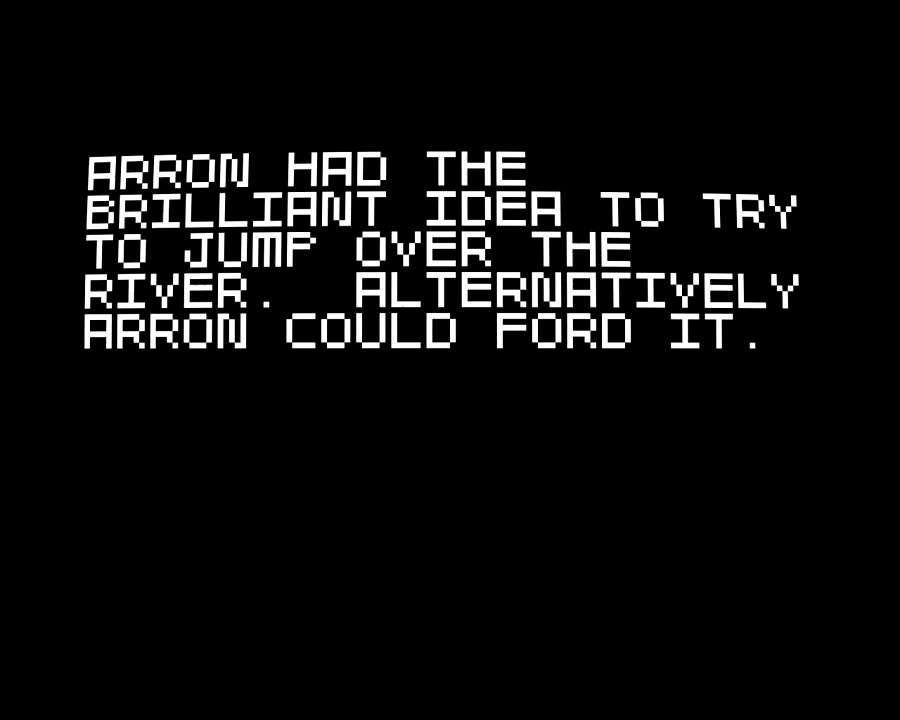 ARRON HAD THE
BRILLIANT IDEA TO TRY
TO JUMP OVER THE
RIVER.  ALTERNATIVELY
ARRON COULD FORD IT.